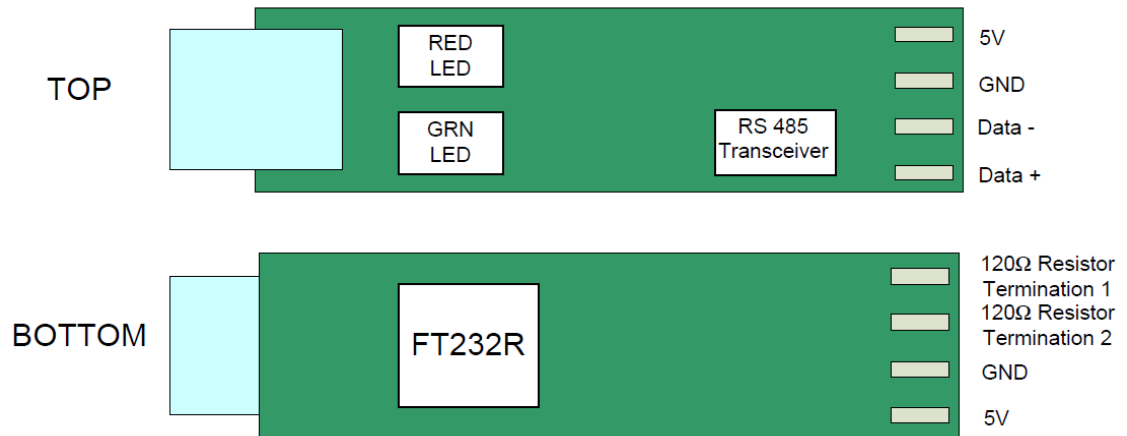 TOP
RED
LED
GRN
LED
RS 485
Transceiver
5V
GND
Data -
Data +
BOTTOM
FT232R
120Ω Resistor
Termination 1
120Ω Resistor
Termination 2
GND
5V